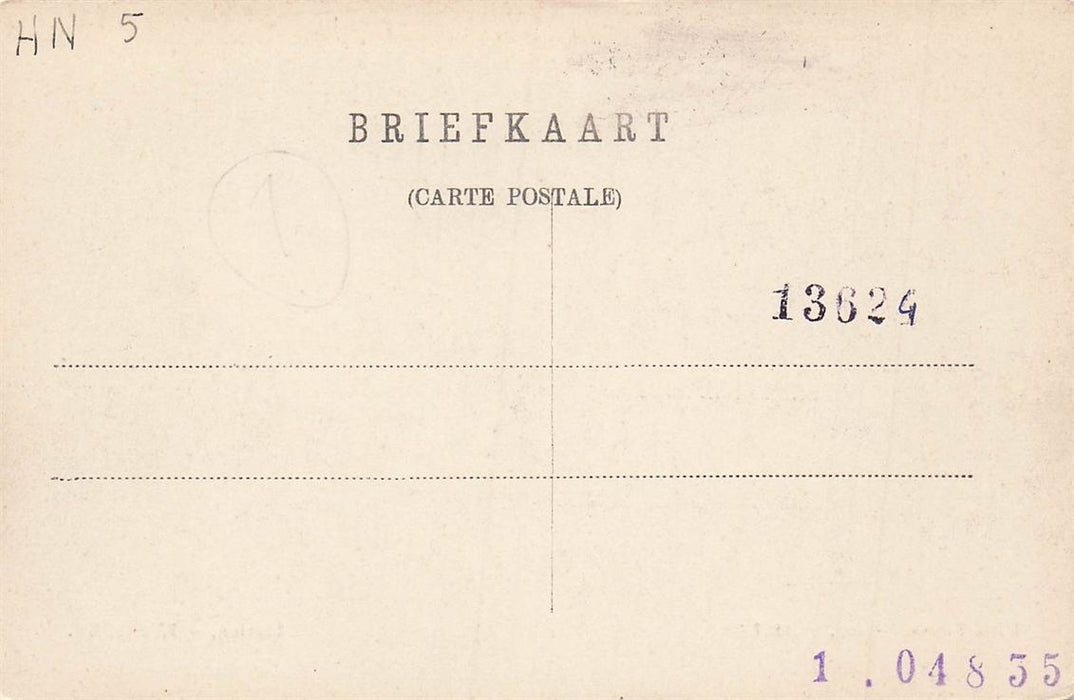 HN 5
BRIEFKAART
(CARTE POSTALE)
1
13624
1.04835